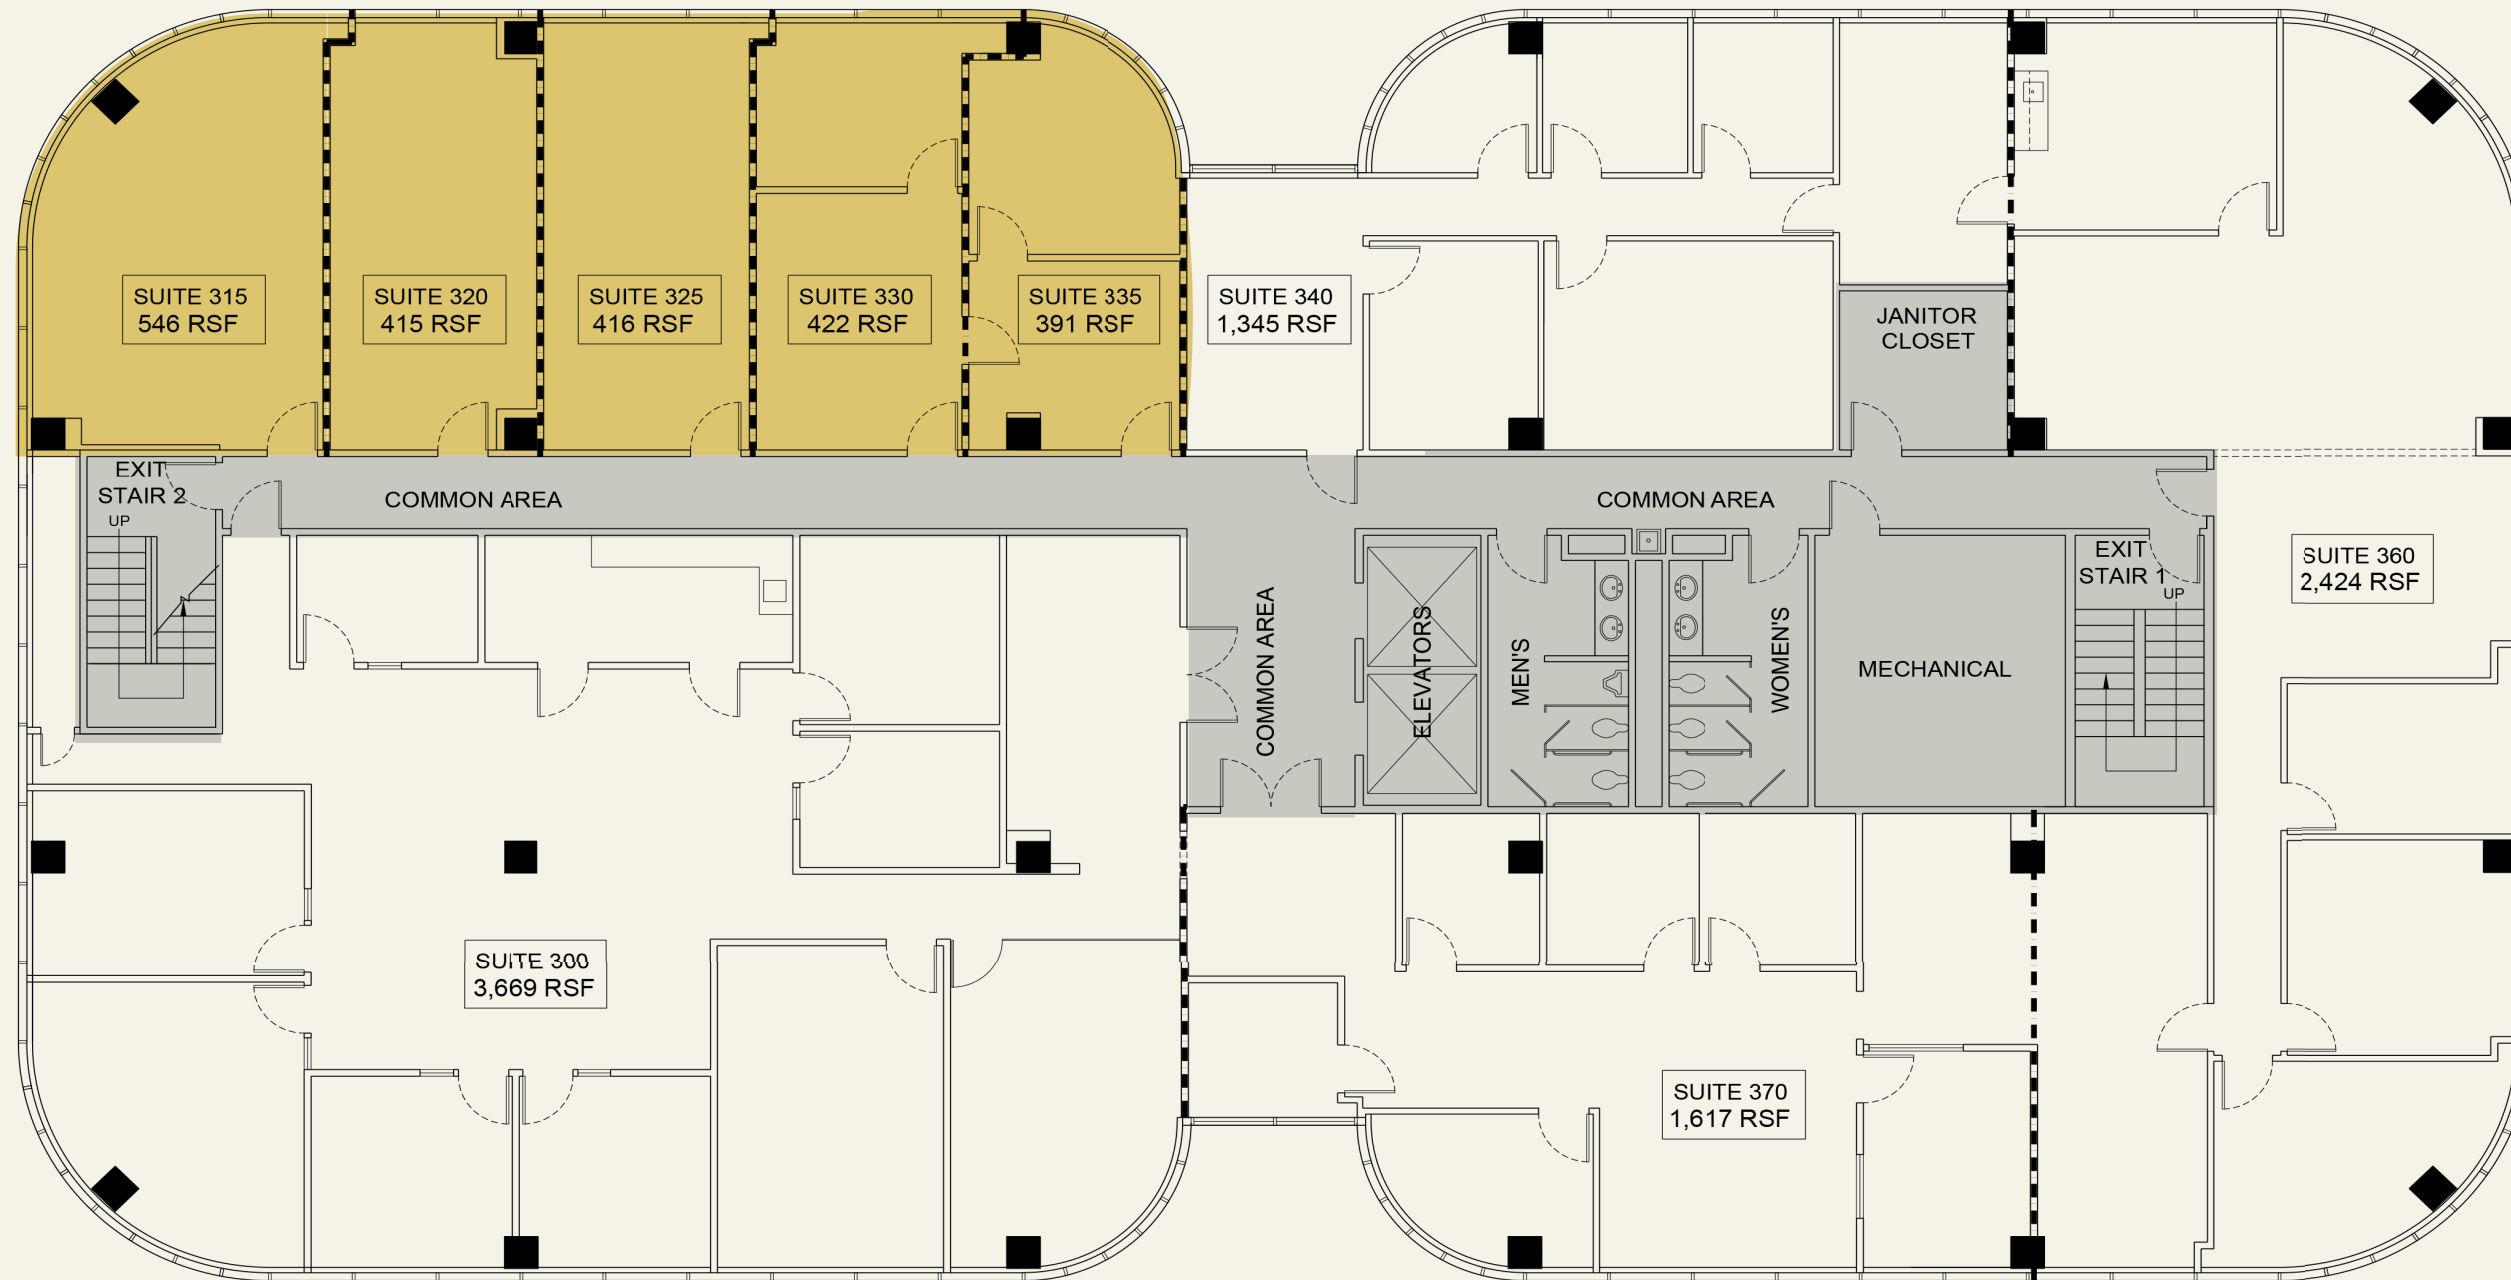 SUITE 315
546 RSF
SUITE 320
415 RSF
SUITE 325
416 RSF
SUITE 330
422 RSF
SUITE 335
391 RSF
SUITE 340
1,345 RSF
JANITOR
CLOSET
EXIT
STAIR 2
UP
COMMON AREA
COMMON AREA
EXIT
STAIR 1
UP
SUITE 360
2,424 RSF
COMMON AREA
ELEVATORS
MEN'S
WOMEN'S
MECHANICAL
SUITE 300
3,669 RSF
SUITE 370
1,617 RSF